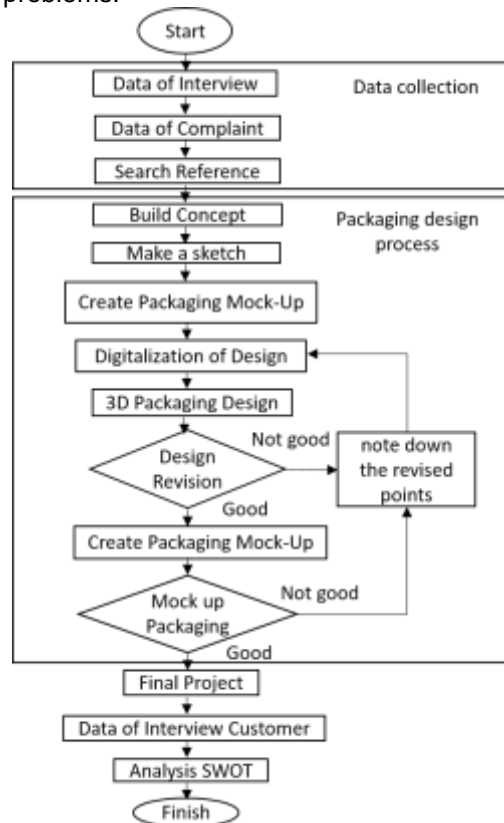 problems.
Start
Data of Interview
Data collection
Data of Complaint
Search Reference
Build Concept
Packaging design
process
Make a sketch
Create Packaging Mock-Up
Digitalization of Design
3D Packaging Design
Not good
note down
the revised
points
Design
Revision
Good
Create Packaging Mock-Up
Not good
Mock up
Packaging
Good
Final Project
Data of Interview Customer
Analysis SWOT
Finish